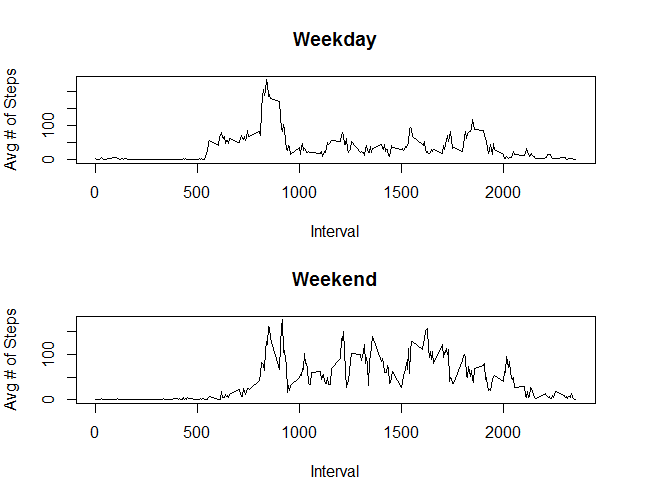 Weekday
Avg # of Steps
100
0
0 500 1000 1500 2000
Interval
Weekend
Avg # of Steps
100
0
0 500 1000 1500 2000
Interval